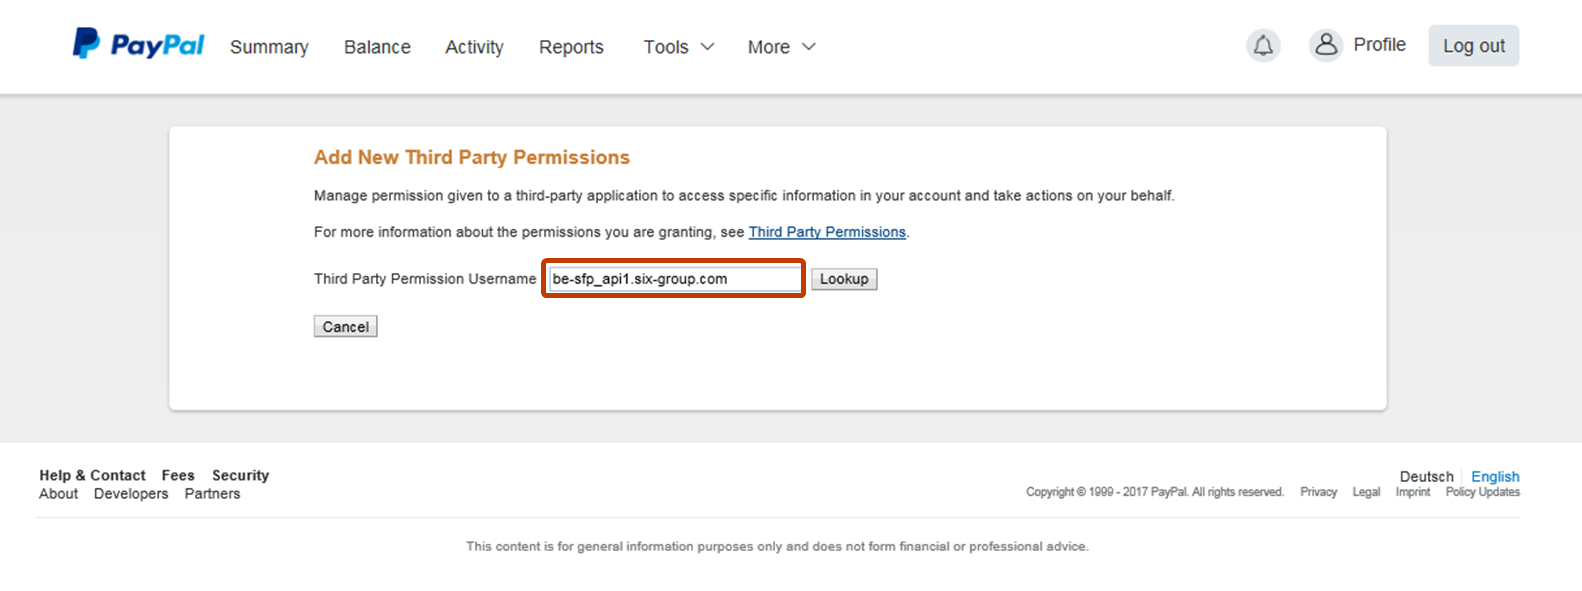 PayPal Summary Balance Activity Reports Tools More Profile Log out
Add New Third Party Permissions
Manage permission given to a third-party application to access specific information in your account and take actions on your behalf.
For more information about the permissions you are granting, see Third Party Permissions.
Third Party Permission Username be-sfp_api1.six-group.com Lookup
Cancel
Help & Contact Fees Security
About Developers Partners
Deutsch English
Copyright © 1999 - 2017 PayPal. All rights reserved. Privacy Legal Imprint Policy Updates
This content is for general information purposes only and does not form financial or professional advice.